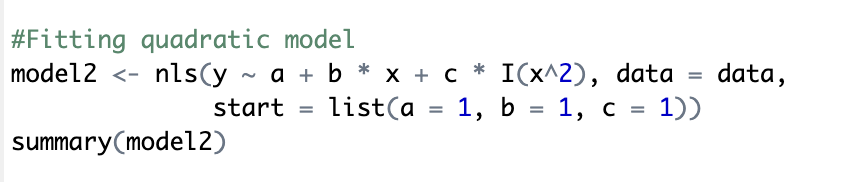 #Fitting quadratic model
model2 <- nls(y ~ a + b * x + c * I(x^2), data = data,
start = list(a = 1, b = 1, c = 1))
summary(model2)